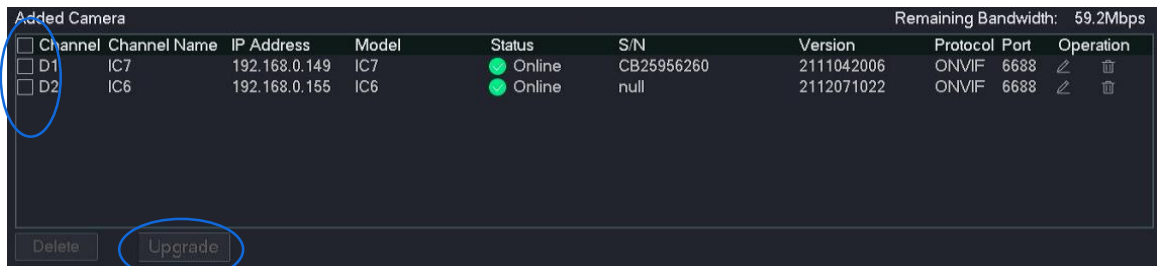 Added Camera Remaining Bandwidth: 59.2Mbps
Channel Channel Name IP Address Model Status S/N Version Protocol Port Operation
D1 IC7 192.168.0.149 IC7 Online CB25956260 2111042006 ONVIF 6688
D2 IC6 192.168.0.155 IC6 Online null 2112071022 ONVIF 6688
Delete Upgrade